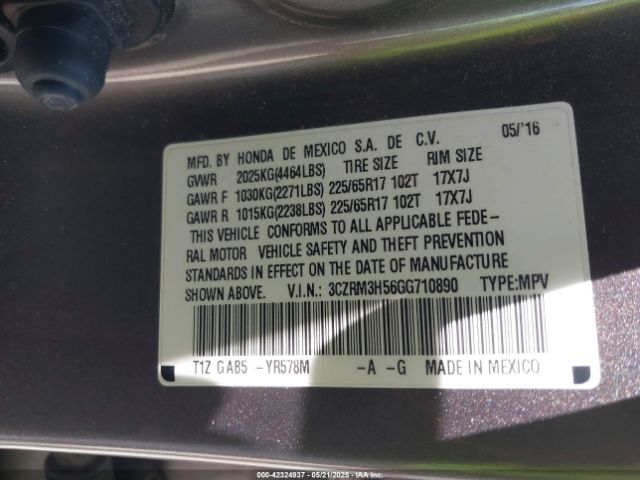 MFD. BY HONDA DE MEXICO S.A. DE C.V. 05/'16
GVWR 2025KG(4464LBS) TIRE SIZE RIM SIZE
GAWR F 1030KG(2271LBS) 225/65R17 102T 17X7J
GAWR R 1015KG(2238LBS) 225/65R17 102T 17X7J
THIS VEHICLE CONFORMS TO ALL APPLICABLE FEDE-
RAL MOTOR VEHICLE SAFETY AND THEFT PREVENTION
STANDARDS IN EFFECT ON THE DATE OF MANUFACTURE
SHOWN ABOVE. V.I.N.: 3CZRM3H56GG710890 TYPE:MPV
T1Z GAB5 -YR578M -A -G MADE IN MEXICO
000-42324937 - 05/21/2025 - IAAI.COM